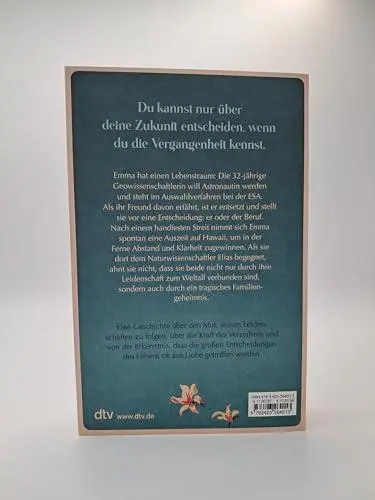 Du kannst nur über
deine Zukunft entscheiden, wenn
du die Vergangenheit kennst.
Emma hat einen Lebenstraum: Die 32-jährige
Geowissenschaftlerin will Astronautin werden
und steht im Auswahlverfahren bei der ESA.
Als ihr Freund davon erfährt, ist er entsetzt und stellt
sie vor eine Entscheidung: er oder der Beruf.
Nach einem handfesten Streit nimmt sich Emma
spontan eine Auszeit auf Hawaii, um in
der Ferne Abstand und Klarheit zu gewinnen. Als sie
dort dem Naturwissenschaftler Elias begegnet,
ahnt sie nicht, dass sie beide nicht nur durch ihre
Leidenschaft zum Weltall verbunden sind,
sondern auch durch ein tragisches Familien-
geheimnis.
Eine Geschichte über den Mut, seinen Leiden-
schaften zu folgen, über die Kraft des Verzeihens und
von der Erkenntnis, dass die großen Entscheidungen
des Lebens oft aus Liebe getroffen werden.
dtv www.dtv.de